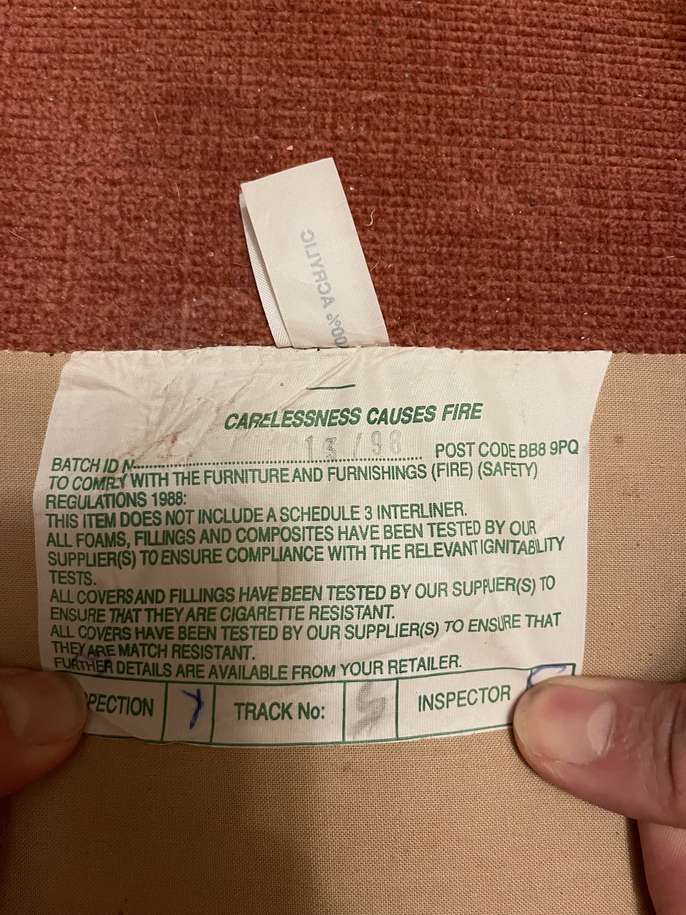 100% ACRYLIC
CARELESSNESS CAUSES FIRE
13/98
BATCH ID N POST CODE BB8 9PQ
TO COMPLY WITH THE FURNITURE AND FURNISHINGS (FIRE) (SAFETY)
REGULATIONS 1988:
THIS ITEM DOES NOT INCLUDE A SCHEDULE 3 INTERLINER.
ALL FOAMS, FILLINGS AND COMPOSITES HAVE BEEN TESTED BY OUR
SUPPLIER(S) TO ENSURE COMPLIANCE WITH THE RELEVANT IGNITABILITY
TESTS.
ALL COVERS AND FILLINGS HAVE BEEN TESTED BY OUR SUPPLIER(S) TO
ENSURE THAT THEY ARE CIGARETTE RESISTANT.
ALL COVERS HAVE BEEN TESTED BY OUR SUPPLIER(S) TO ENSURE THAT
THEY ARE MATCH RESISTANT.
FURTHER DETAILS ARE AVAILABLE FROM YOUR RETAILER.
PECTION TRACK No: INSPECTOR